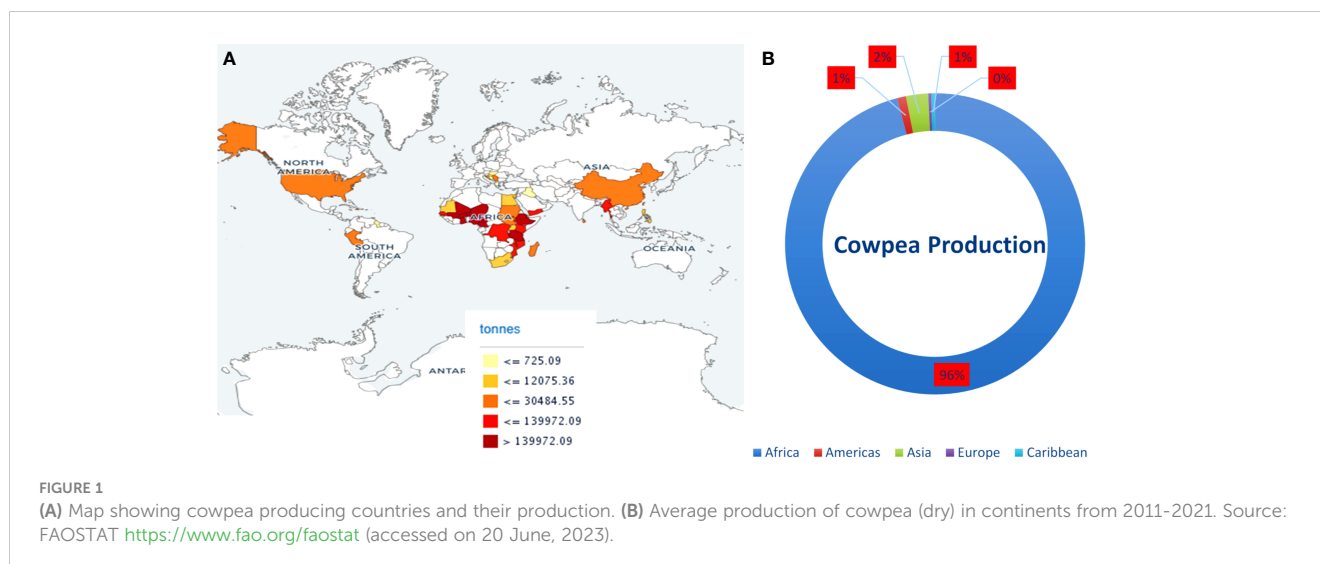 A
NORTH
AMERICA
ASIA
AFRICA
SOUTH
AMERICA
OCEANIA
ANTAR
tonnes
<= 725.09
<= 12075.36
<= 30484.55
<= 139972.09
> 139972.09
B
1%
2%
1%
0%
Cowpea Production
96%
Africa Americas Asia Europe Caribbean
FIGURE 1
(A) Map showing cowpea producing countries and their production. (B) Average production of cowpea (dry) in continents from 2011-2021. Source:
FAOSTAT https://www.fao.org/faostat (accessed on 20 June, 2023).